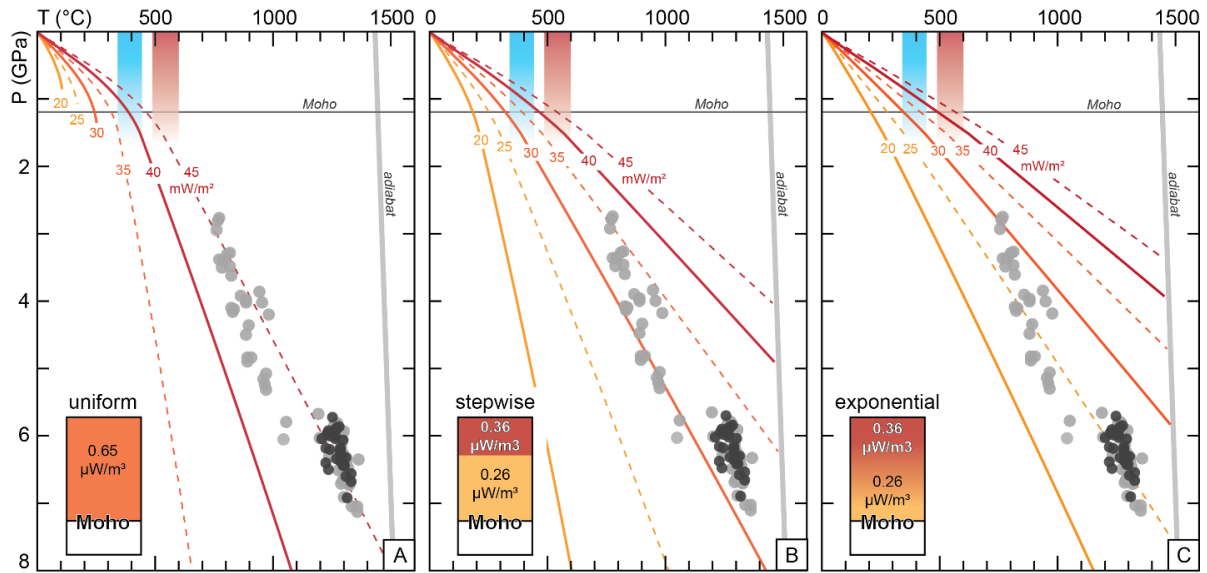 T (°C) 500 1000 1500 0 500 1000 1500 0 500 1000 1500
P (GPa)
2
4
6
8
Moho
adiabat
20
25
30
35
40
45
mW/m²
uniform
0.65
µW/m³
Moho
A
Moho
adiabat
20
25
30
35
40
45
mW/m²
stepwise
0.36
µW/m3
0.26
µW/m³
Moho
B
Moho
adiabat
20
25
30
35
40
45
mW/m²
exponential
0.36
µW/m³
0.26
µW/m³
Moho
C